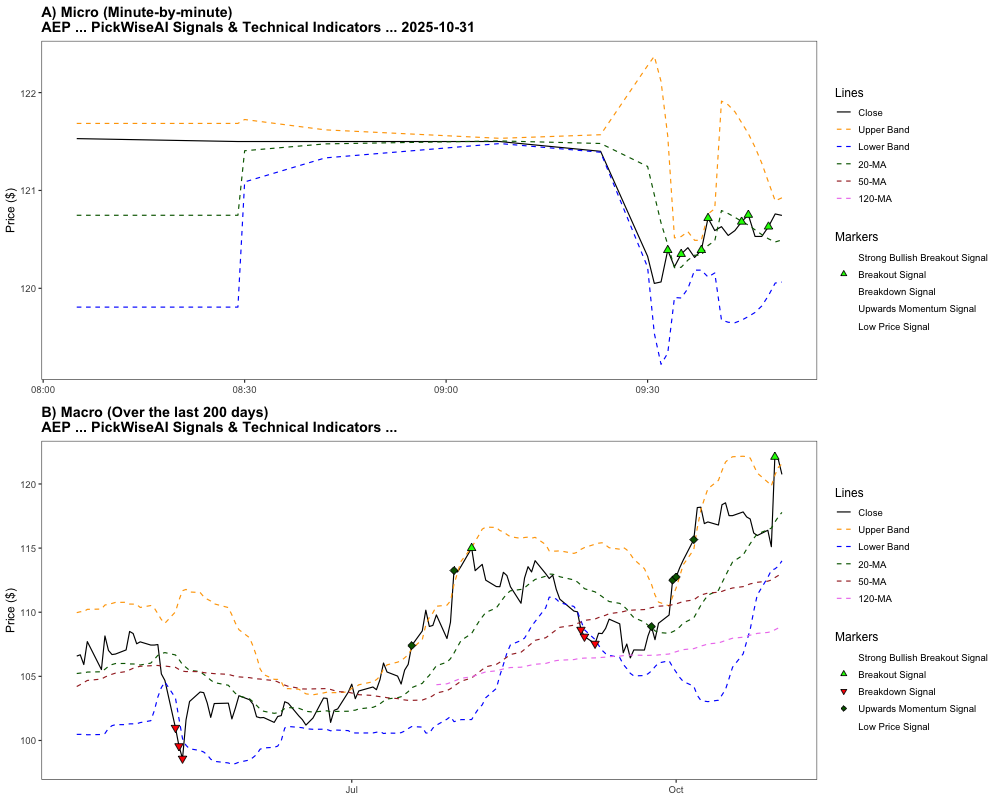 A) Micro (Minute-by-minute)
AEP ... PickWiseAI Signals & Technical Indicators ... 2025-10-31
Price ($)
122
121
120
08:00
08:30
09:00
09:30
Lines
Close
Upper Band
Lower Band
20-MA
50-MA
120-MA
Markers
Strong Bullish Breakout Signal
Breakout Signal
Breakdown Signal
Upwards Momentum Signal
Low Price Signal
B) Macro (Over the last 200 days)
AEP ... PickWiseAI Signals & Technical Indicators ...
Price ($)
120
115
110
105
100
Jul
Oct
Lines
Close
Upper Band
Lower Band
20-MA
50-MA
120-MA
Markers
Strong Bullish Breakout Signal
Breakout Signal
Breakdown Signal
Upwards Momentum Signal
Low Price Signal